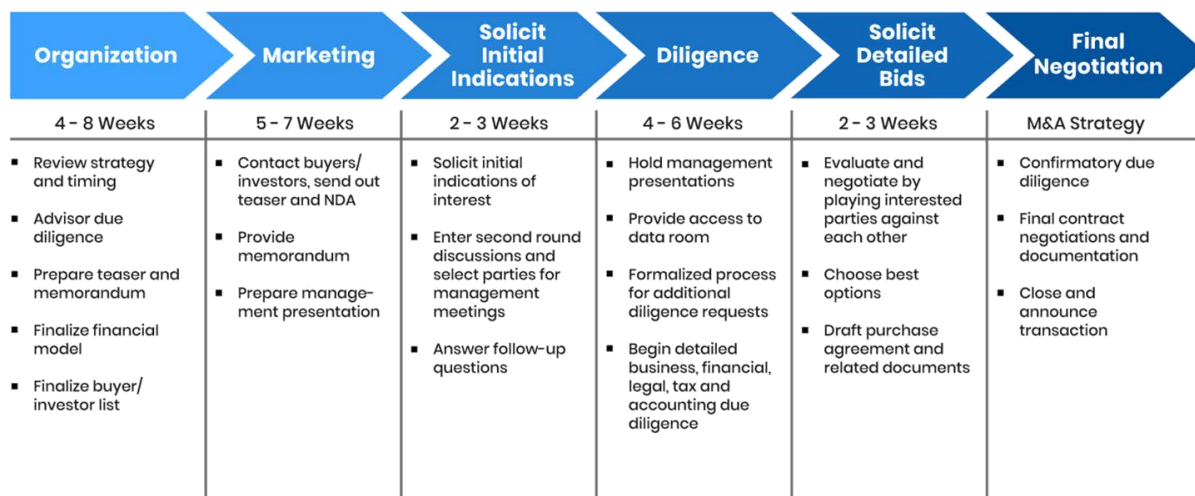 Organization
Marketing
Solicit
Initial
Indications
Diligence
Solicit
Detailed
Bids
Final
Negotiation
4 - 8 Weeks
5 - 7 Weeks
2 - 3 Weeks
4 - 6 Weeks
2 - 3 Weeks
M&A Strategy
▪ Review strategy
and timing
▪ Advisor due
diligence
▪ Prepare teaser and
memorandum
▪ Finalize financial
model
▪ Finalize buyer/
investor list
▪ Contact buyers/
investors, send out
teaser and NDA
▪ Provide
memorandum
▪ Prepare manage-
ment presentation
▪ Solicit initial
indications of
interest
▪ Enter second round
discussions and
select parties for
management
meetings
▪ Answer follow-up
questions
▪ Hold management
presentations
▪ Provide access to
data room
▪ Formalized process
for additional
diligence requests
▪ Begin detailed
business, financial,
legal, tax and
accounting due
diligence
▪ Evaluate and
negotiate by
playing interested
parties against
each other
▪ Choose best
options
▪ Draft purchase
agreement and
related documents
▪ Confirmatory due
diligence
▪ Final contract
negotiations and
documentation
▪ Close and
announce
transaction